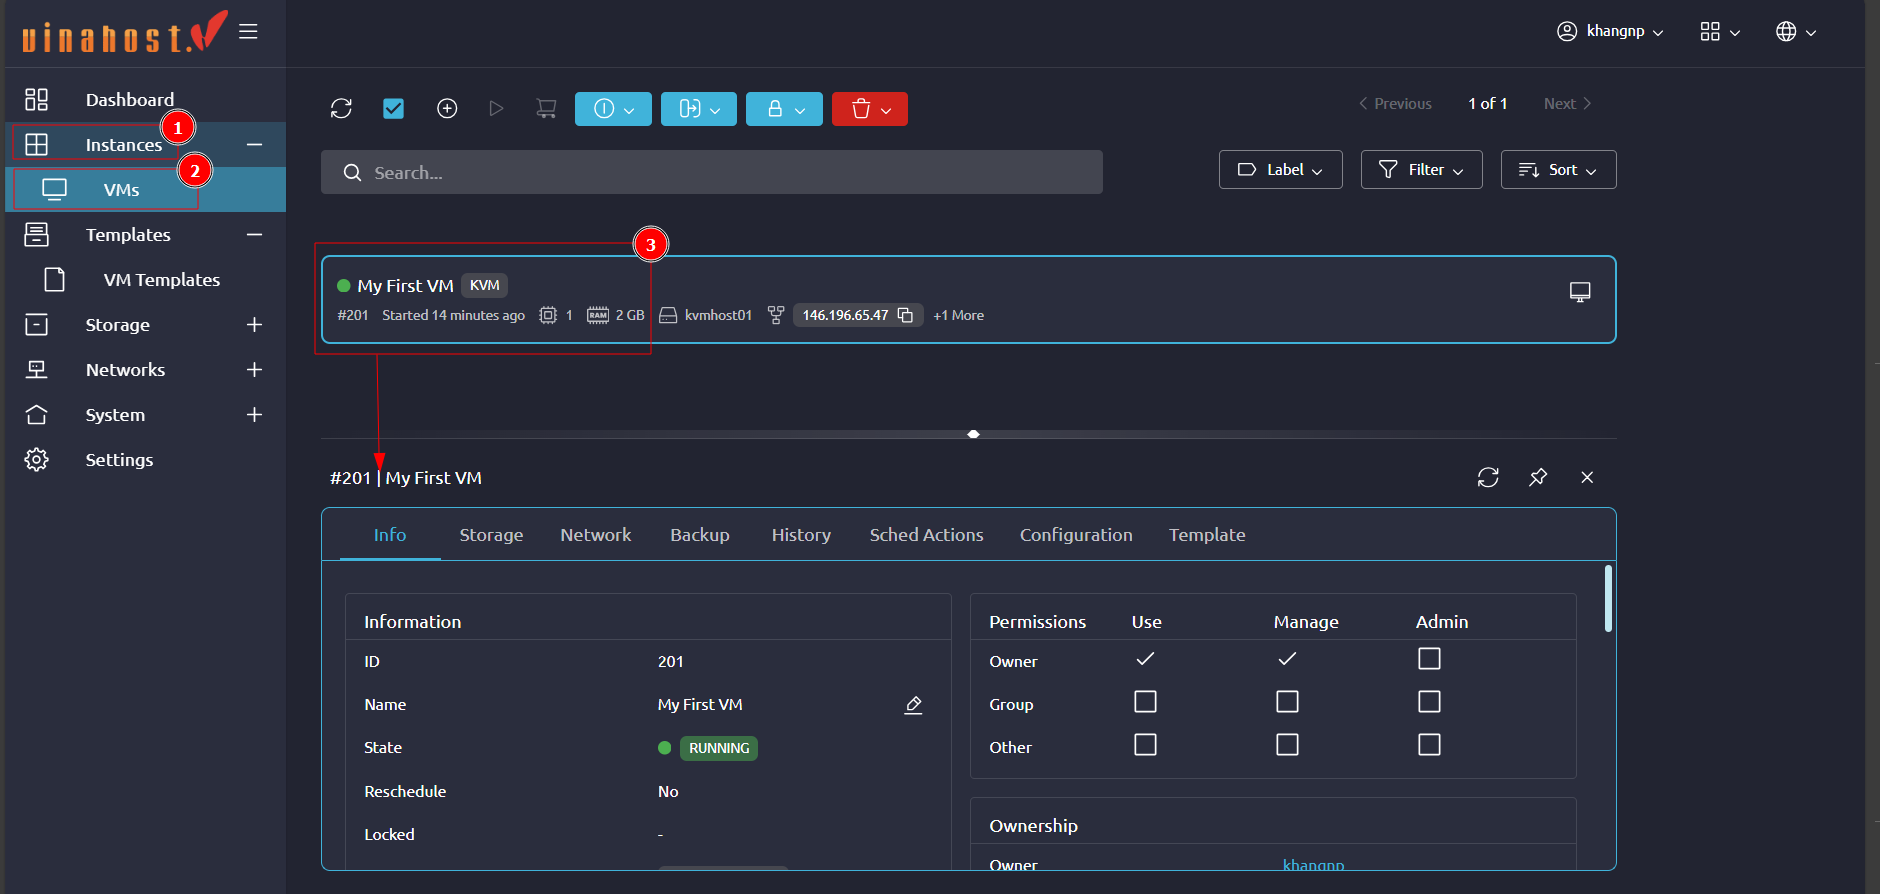 vinahost.
khangnp
Dashboard
Instances
1
VMs
2
Templates
VM Templates
Storage
Networks
System
Settings
Previous
1 of 1
Next
Search...
Label
Filter
Sort
3
My First VM KVM
#201 Started 14 minutes ago 1 RAM 2 GB kvmhost01 146.196.65.47 +1 More
#201 | My First VM
Info Storage Network Backup History Sched Actions Configuration Template
Information
ID 201
Name My First VM
State RUNNING
Reschedule No
Locked -
Permissions Use Manage Admin
Owner
Group
Other
Ownership
Owner khangnp